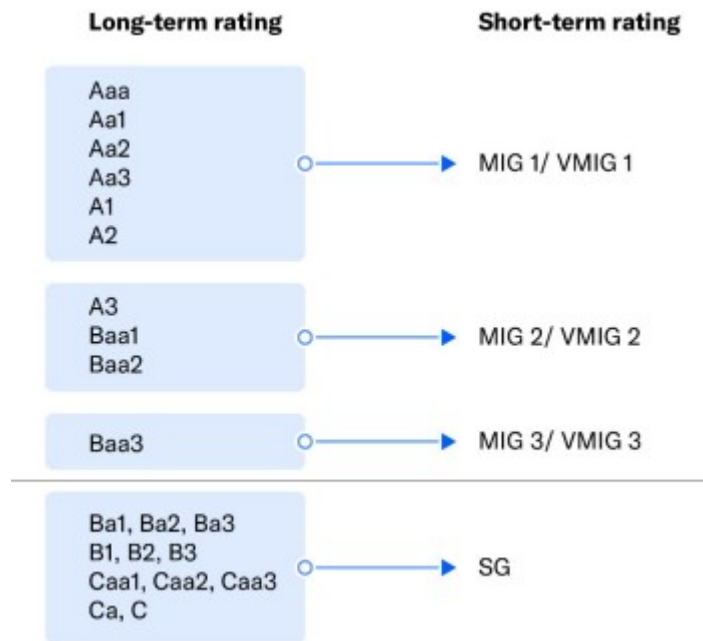 Long-term rating
Short-term rating
Aaa
Aa1
Aa2
Aa3
A1
A2
MIG 1/ VMIG 1
A3
Baa1
Baa2
MIG 2/ VMIG 2
Baa3
MIG 3/ VMIG 3
Ba1, Ba2, Ba3
B1, B2, B3
Caa1, Caa2, Caa3
Ca, C
SG